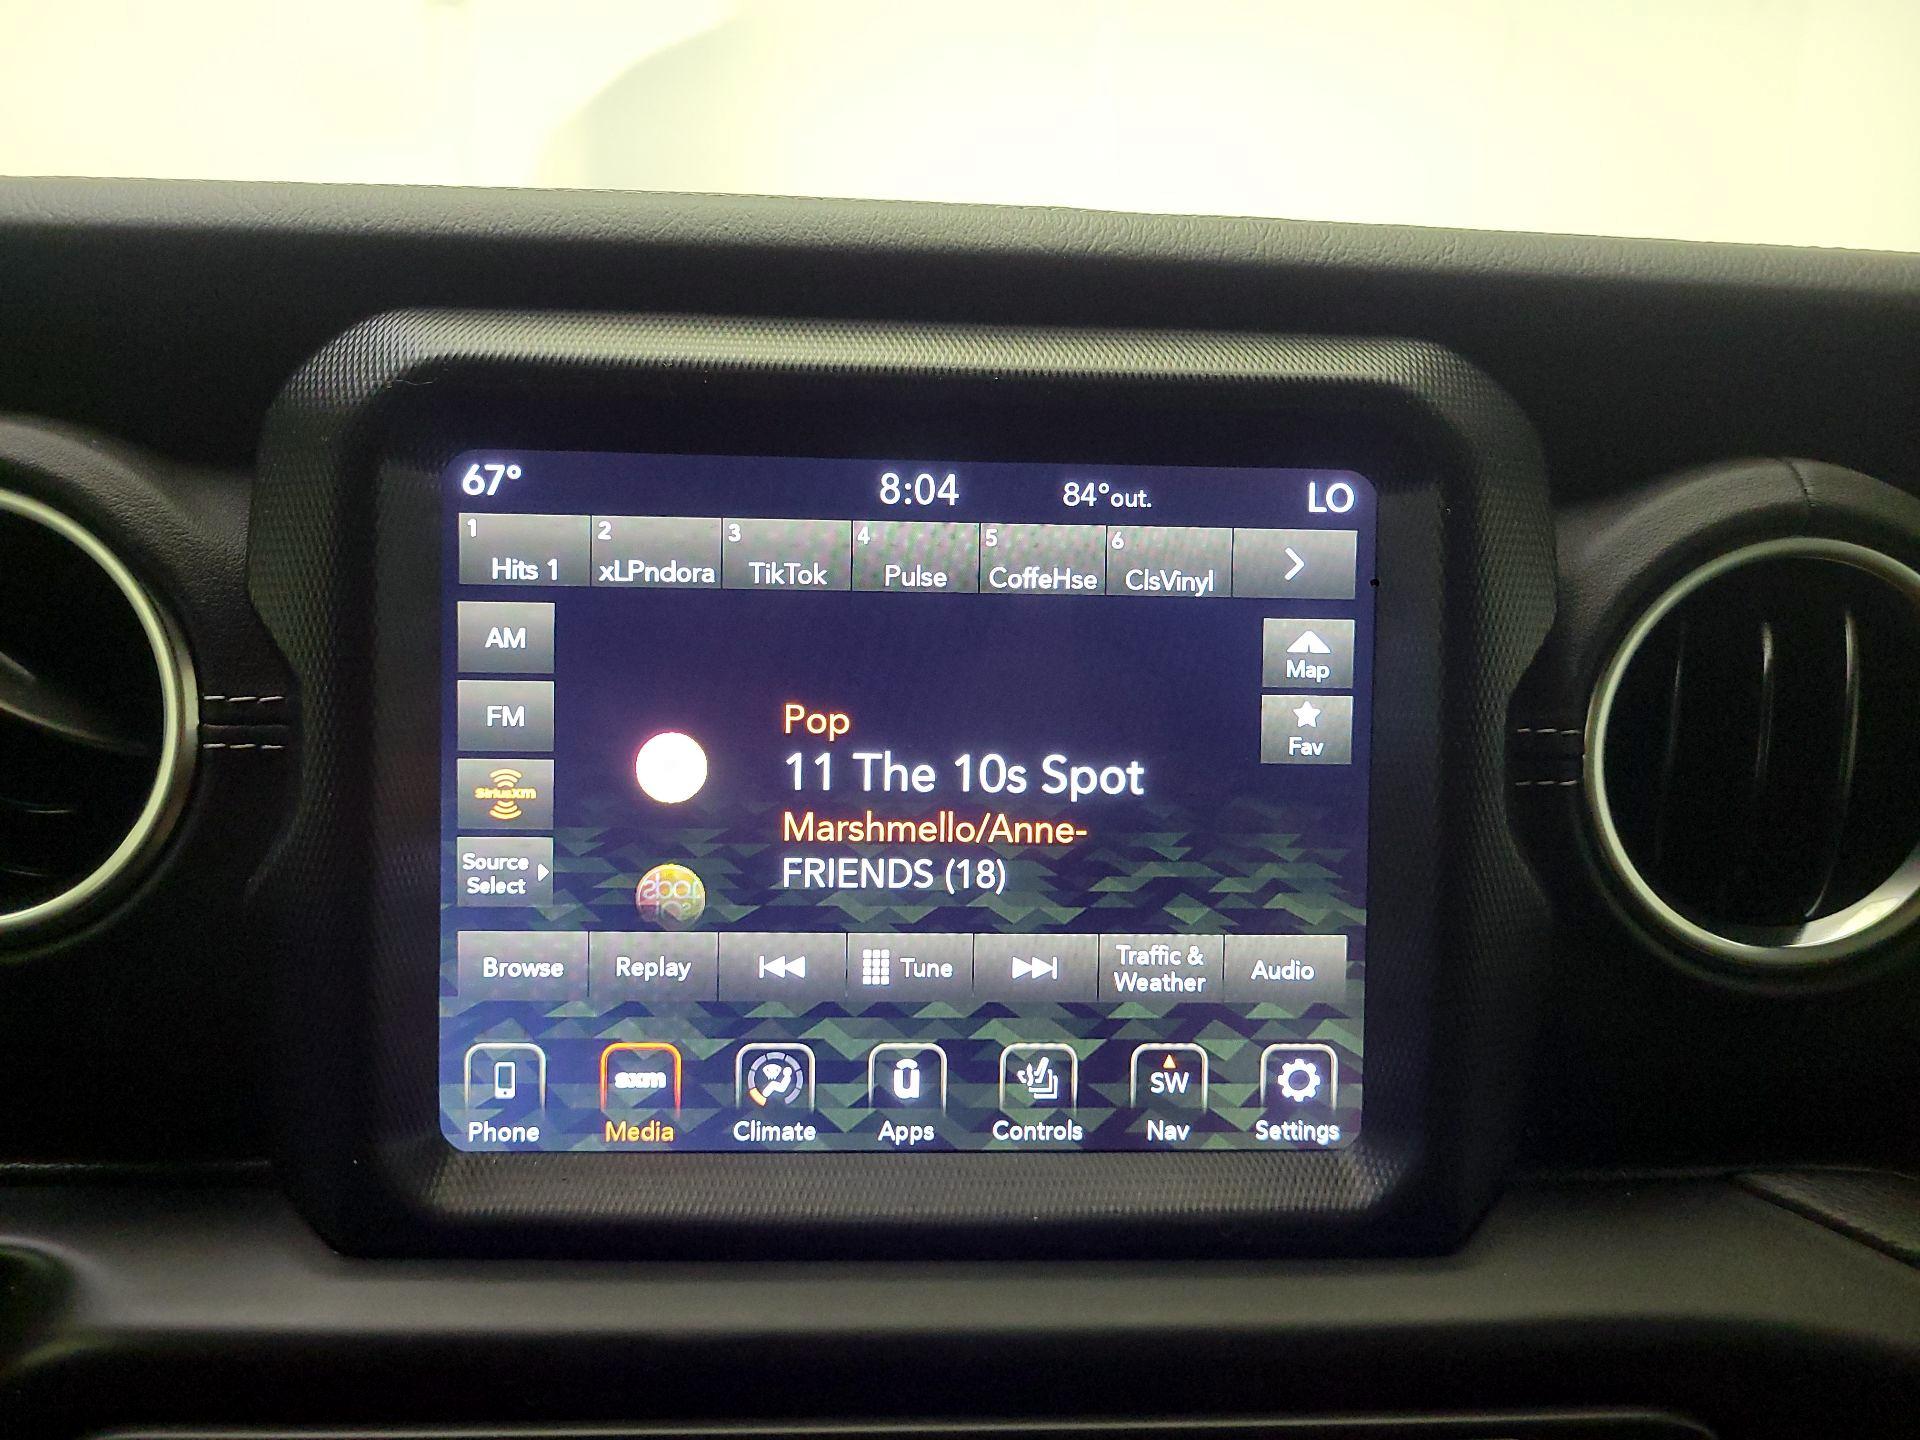 67° 8:04 84°out. LO
1 2 3 4 5 6
Hits 1 xLPndora TikTok Pulse CoffeHse ClsVinyl
AM
Map
FM
Fav
Pop
11 The 10s Spot
SiriusXM
Marshmello/Anne-
Source
Select
FRIENDS (18)
Browse Replay Tune Traffic &
Weather Audio
sxm
SW
Phone Media Climate Apps Controls Nav Settings